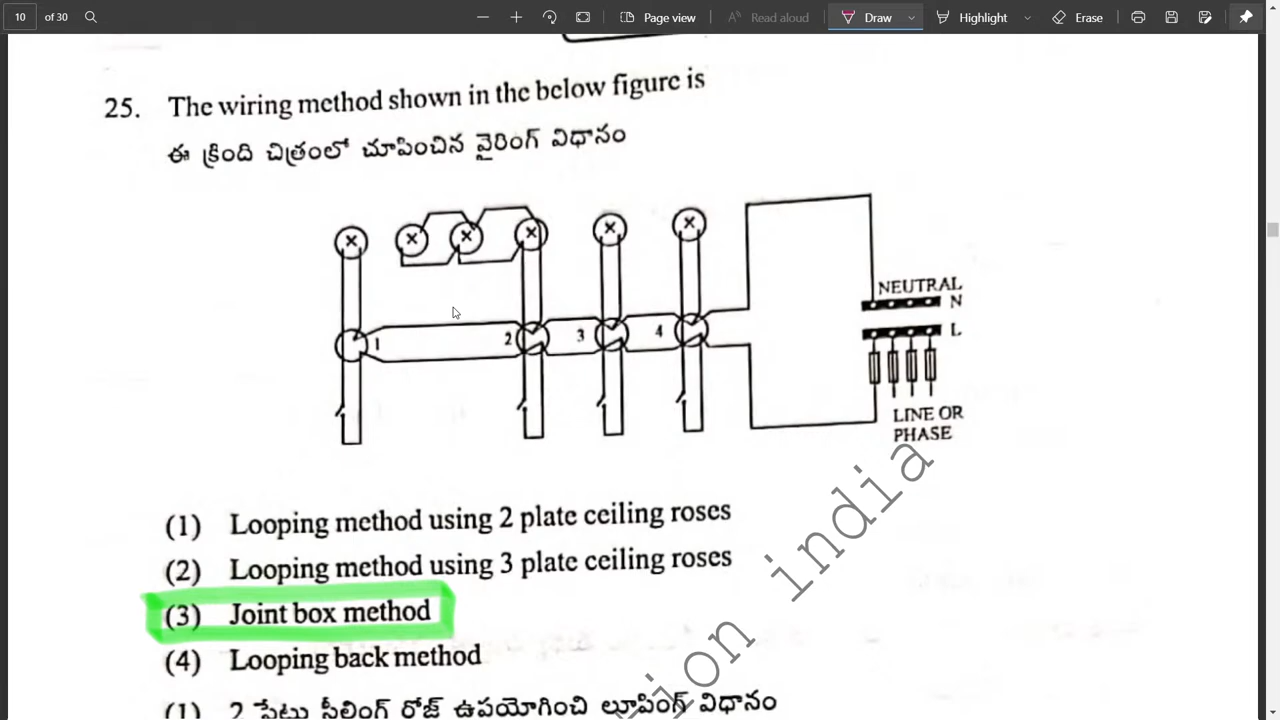 10 of 30
Page view
Read aloud
Draw
Highlight
Erase
25. The wiring method shown in the below figure is
ఈ క్రింది చిత్రంలో చూపించిన వైరింగ్ విధానం
1
2
3
4
NEUTRAL
N
L
LINE OR
PHASE
(1) Looping method using 2 plate ceiling roses
(2) Looping method using 3 plate ceiling roses
(3) Joint box method
(4) Looping back method
(1) 2 ప్లేట్ల సీలింగ్ రోజ్ ఉపయోగించి లూపింగ్ విధానం
ion india